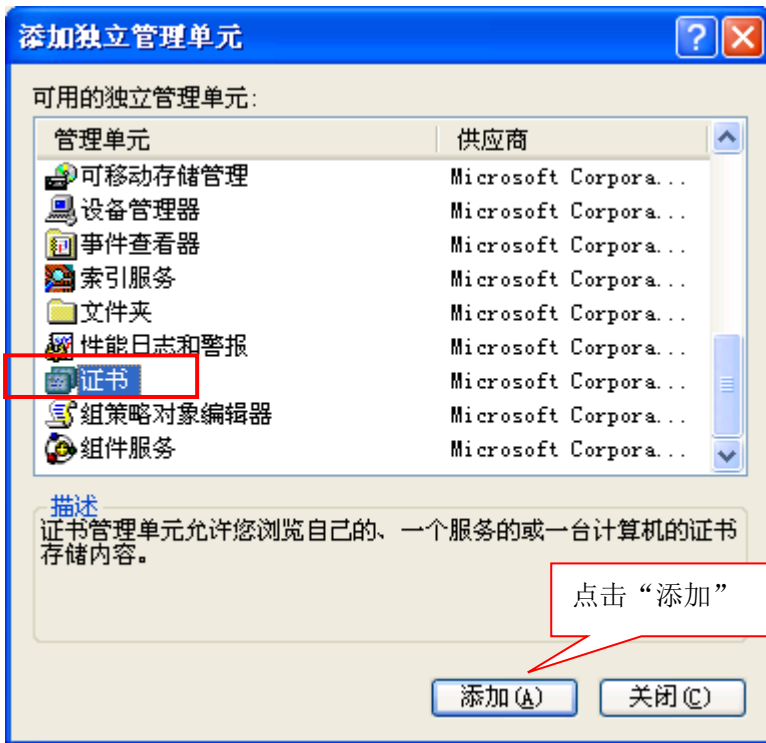 添加独立管理单元
可用的独立管理单元:
管理单元 供应商
可移动存储管理 Microsoft Corpora...
设备管理器 Microsoft Corpora...
事件查看器 Microsoft Corpora...
索引服务 Microsoft Corpora...
文件夹 Microsoft Corpora...
性能日志和警报 Microsoft Corpora...
证书 Microsoft Corpora...
组策略对象编辑器 Microsoft Corpora...
组件服务 Microsoft Corpora...
描述
证书管理单元允许您浏览自己的、一个服务的或一台计算机的证书
存储内容。
点击“添加”
添加(A) 关闭(C)